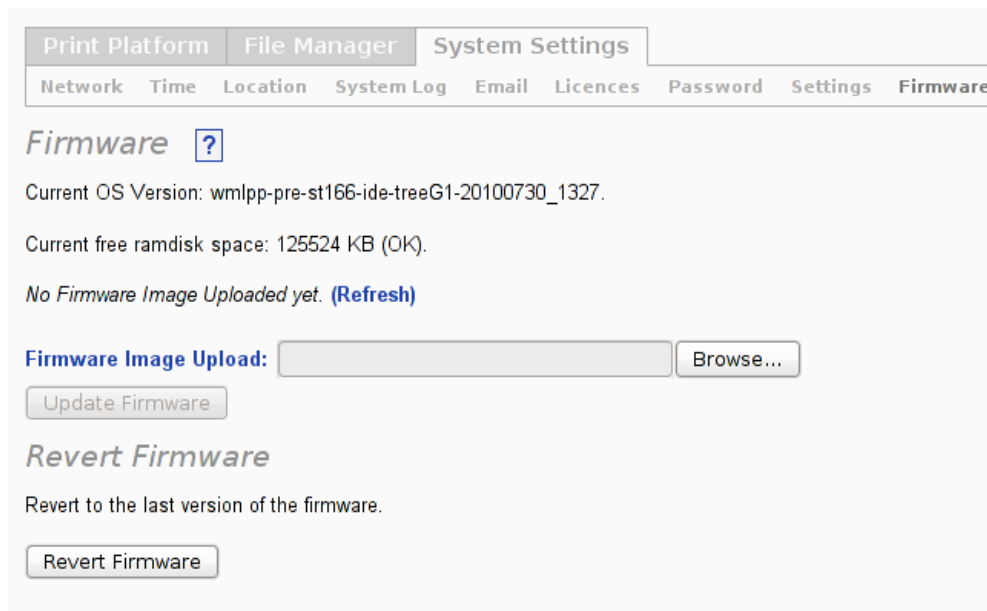 Print Platform File Manager System Settings
Network Time Location System Log Email Licences Password Settings Firmware
Firmware ?
Current OS Version: wmlpp-pre-st166-ide-treeG1-20100730_1327.
Current free ramdisk space: 125524 KB (OK).
No Firmware Image Uploaded yet. (Refresh)
Firmware Image Upload: Browse...
Update Firmware
Revert Firmware
Revert to the last version of the firmware.
Revert Firmware